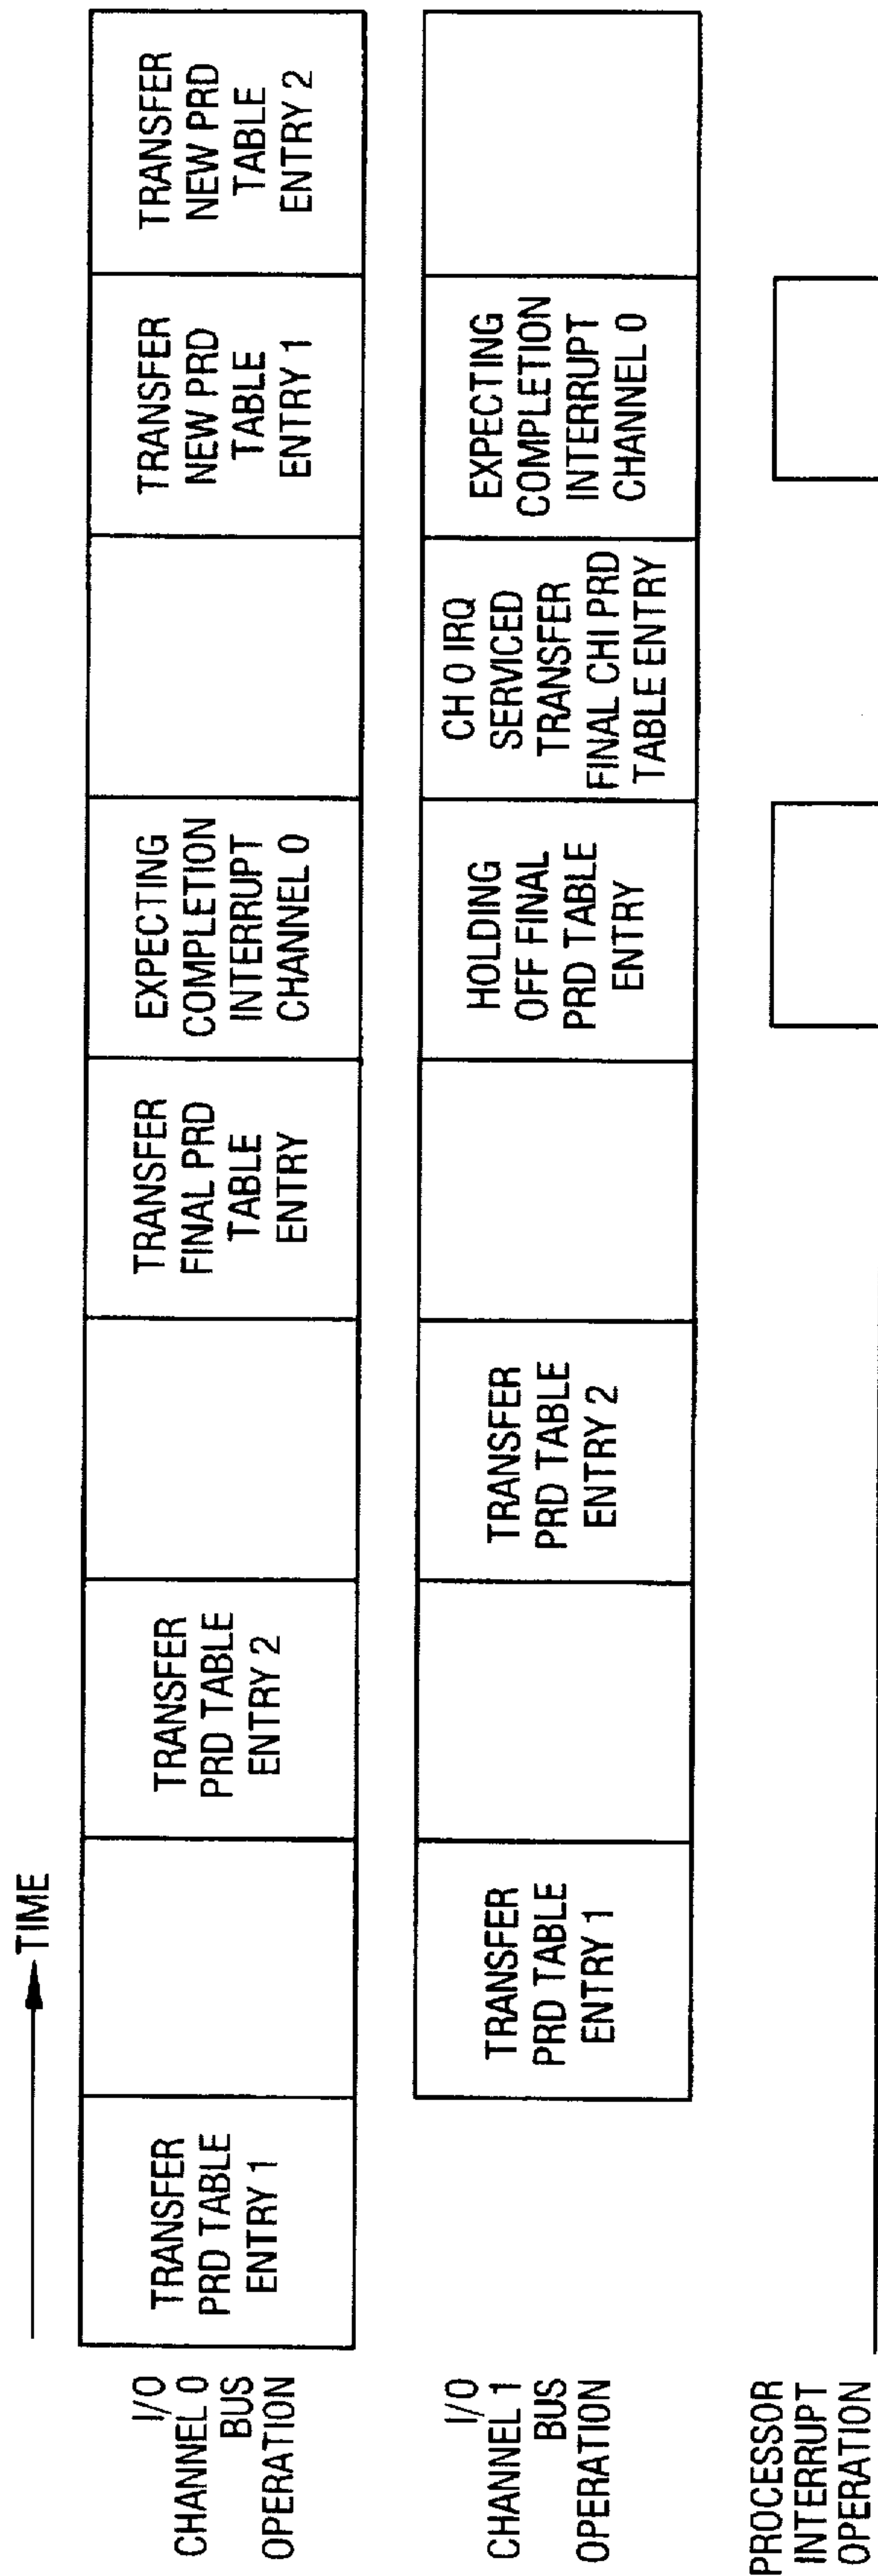 TIME
I/O
CHANNEL 0
BUS
OPERATION
TRANSFER
PRD TABLE
ENTRY 1
TRANSFER
PRD TABLE
ENTRY 2
TRANSFER
FINAL PRD
TABLE
ENTRY
EXPECTING
COMPLETION
INTERRUPT
CHANNEL 0
TRANSFER
NEW PRD
TABLE
ENTRY 1
TRANSFER
NEW PRD
TABLE
ENTRY 2
I/O
CHANNEL 1
BUS
OPERATION
TRANSFER
PRD TABLE
ENTRY 1
TRANSFER
PRD TABLE
ENTRY 2
HOLDING
OFF FINAL
PRD TABLE
ENTRY
CH 0 IRQ
SERVICED
TRANSFER
FINAL CHI PRD
TABLE ENTRY
EXPECTING
COMPLETION
INTERRUPT
CHANNEL 0
PROCESSOR
INTERRUPT
OPERATION